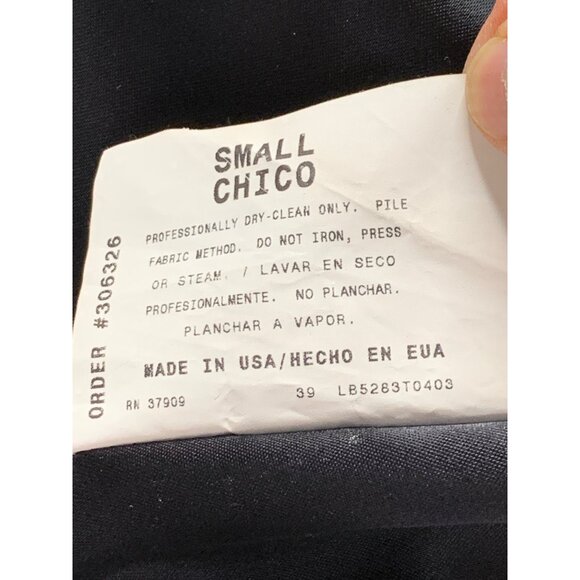 SMALL
CHICO
PROFESSIONALLY DRY-CLEAN ONLY. PILE
FABRIC METHOD. DO NOT IRON, PRESS
OR STEAM. / LAVAR EN SECO
PROFESIONALMENTE. NO PLANCHAR.
PLANCHAR A VAPOR.
MADE IN USA/HECHO EN EUA
RN 37909 39 LB5283T0403
ORDER #306326